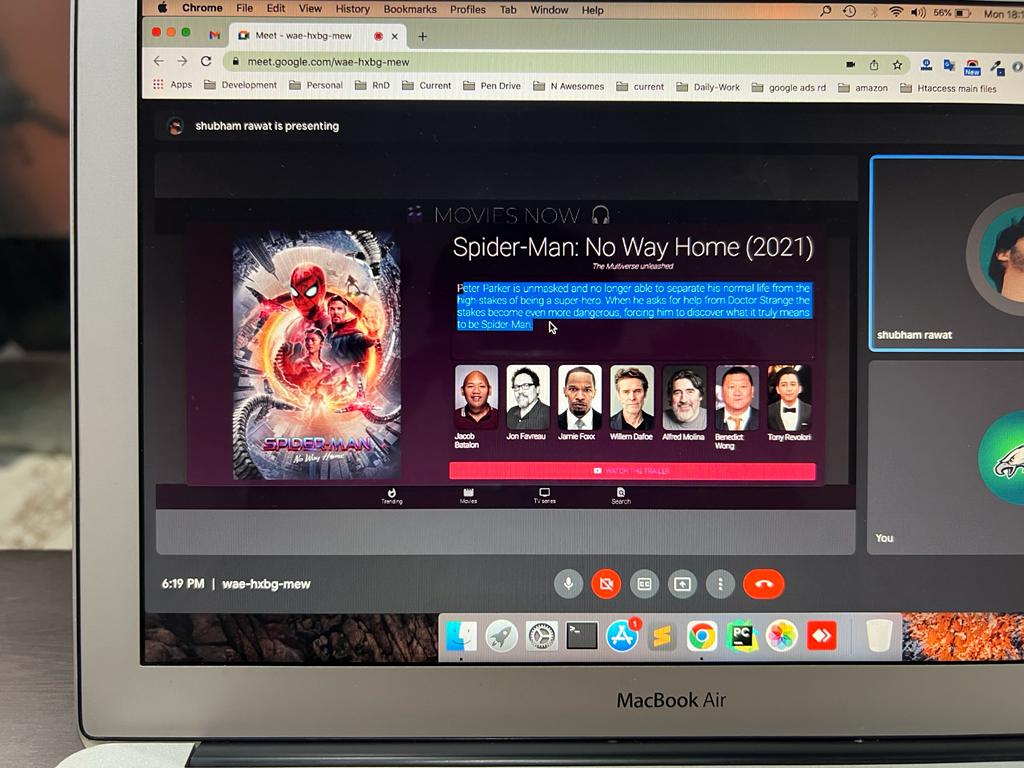 Chrome File Edit View History Bookmarks Profiles Tab Window Help 56% Mon 18:1
Meet - wae-hxbg-mew
meet.google.com/wae-hxbg-mew
New
Apps Development Personal RnD Current Pen Drive N Awesomes current Daily-Work google ads rd amazon Htaccess main files
shubham rawat is presenting
MOVIES NOW
Spider-Man: No Way Home (2021)
The Multiverse unleashed
Peter Parker is unmasked and no longer able to separate his normal life from the
high-stakes of being a super-hero. When he asks for help from Doctor Strange the
stakes become even more dangerous, forcing him to discover what it truly means
to be Spider-Man.
SPIDER-MAN
No Way Home
Jacob
Batalon
Jon Favreau
Jamie Foxx
Willem Dafoe
Alfred Molina
Benedict
Wong
Tony Revolori
WATCH THE TRAILER
Trending Movies TV series Search
shubham rawat
You
6:19 PM | wae-hxbg-mew
1
PC
MacBook Air